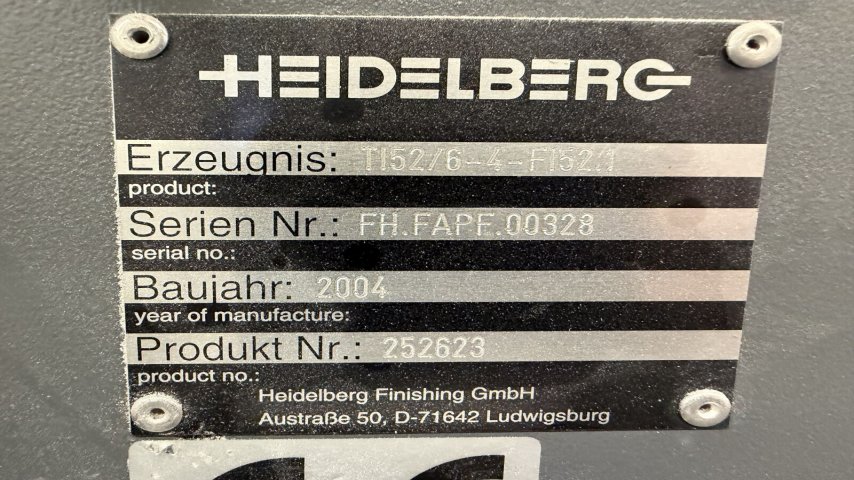 HEIDELBERG
Erzeugnis: TI52/6-4-FI52.1
product:
Serien Nr.: FH.FAPE.00328
serial no.:
Baujahr: 2004
year of manufacture:
Produkt Nr.: 252623
product no.:
Heidelberg Finishing GmbH
Austraße 50, D-71642 Ludwigsburg